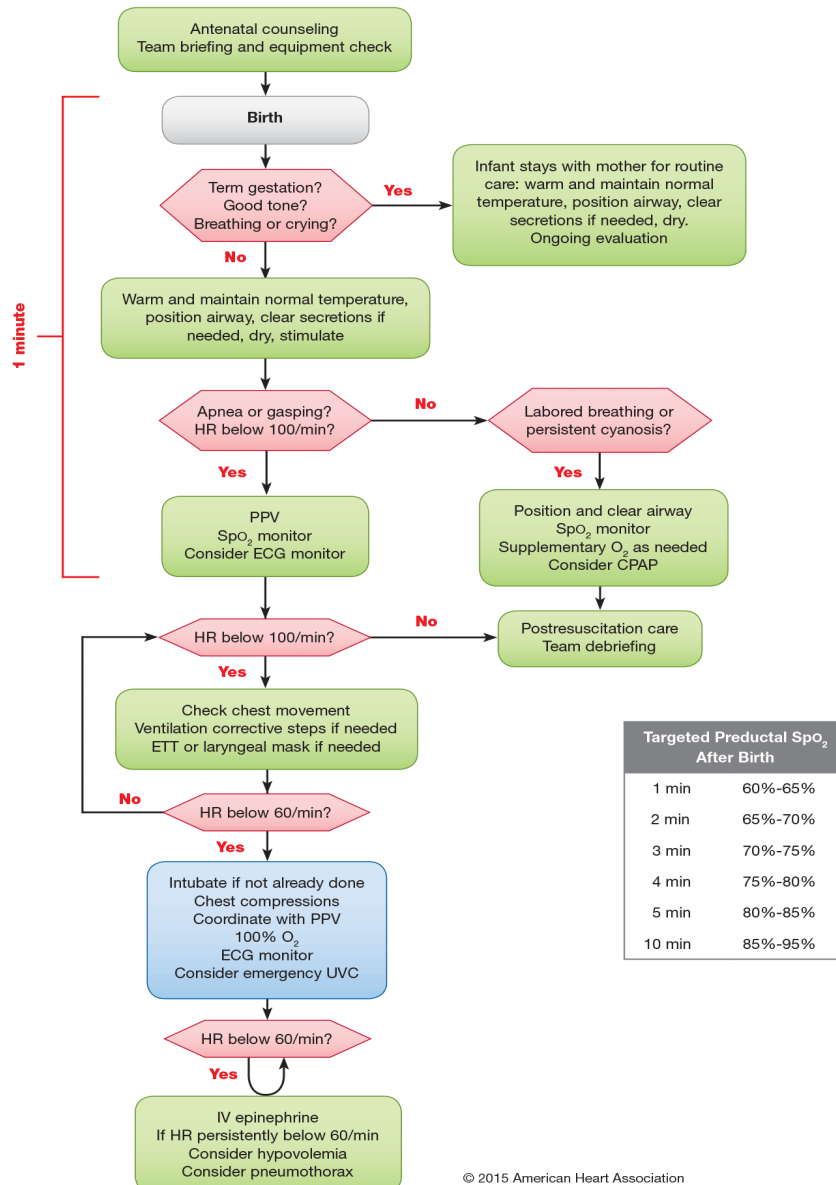 Antenatal counseling
Team briefing and equipment check
Birth
1 minute
Term gestation?
Good tone?
Breathing or crying?
Yes
Infant stays with mother for routine
care: warm and maintain normal
temperature, position airway, clear
secretions if needed, dry.
Ongoing evaluation
No
Warm and maintain normal temperature,
position airway, clear secretions if
needed, dry, stimulate
Apnea or gasping?
HR below 100/min?
No
Labored breathing or
persistent cyanosis?
Yes
Yes
PPV
SpO₂ monitor
Consider ECG monitor
Position and clear airway
SpO₂ monitor
Supplementary O₂ as needed
Consider CPAP
HR below 100/min?
No
Postresuscitation care
Team debriefing
Yes
Check chest movement
Ventilation corrective steps if needed
ETT or laryngeal mask if needed
No
HR below 60/min?
Yes
Intubate if not already done
Chest compressions
Coordinate with PPV
100% O₂
ECG monitor
Consider emergency UVC
HR below 60/min?
Yes
IV epinephrine
If HR persistently below 60/min
Consider hypovolemia
Consider pneumothorax
Targeted Preductal SpO₂
After Birth
1 min 60%-65%
2 min 65%-70%
3 min 70%-75%
4 min 75%-80%
5 min 80%-85%
10 min 85%-95%
© 2015 American Heart Association